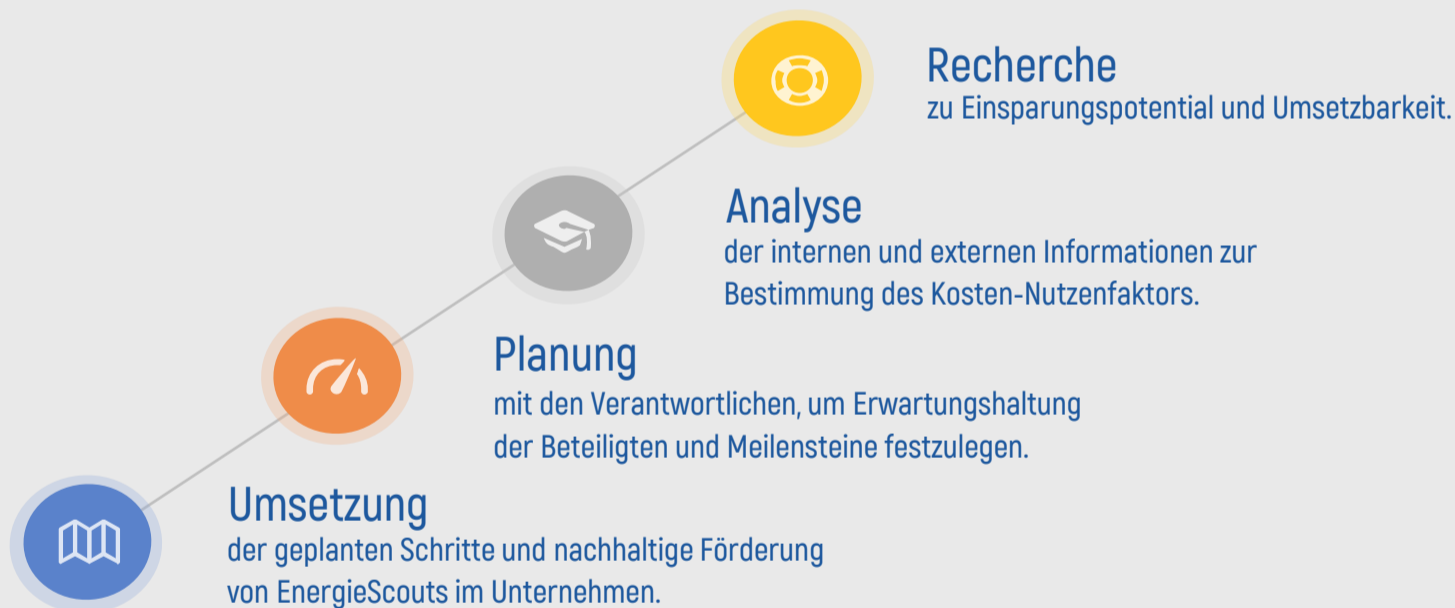 Recherche
zu Einsparungspotential und Umsetzbarkeit.
Analyse
der internen und externen Informationen zur
Bestimmung des Kosten-Nutzenfaktors.
Planung
mit den Verantwortlichen, um Erwartungshaltung
der Beteiligten und Meilensteine festzulegen.
Umsetzung
der geplanten Schritte und nachhaltige Förderung
von EnergieScouts im Unternehmen.